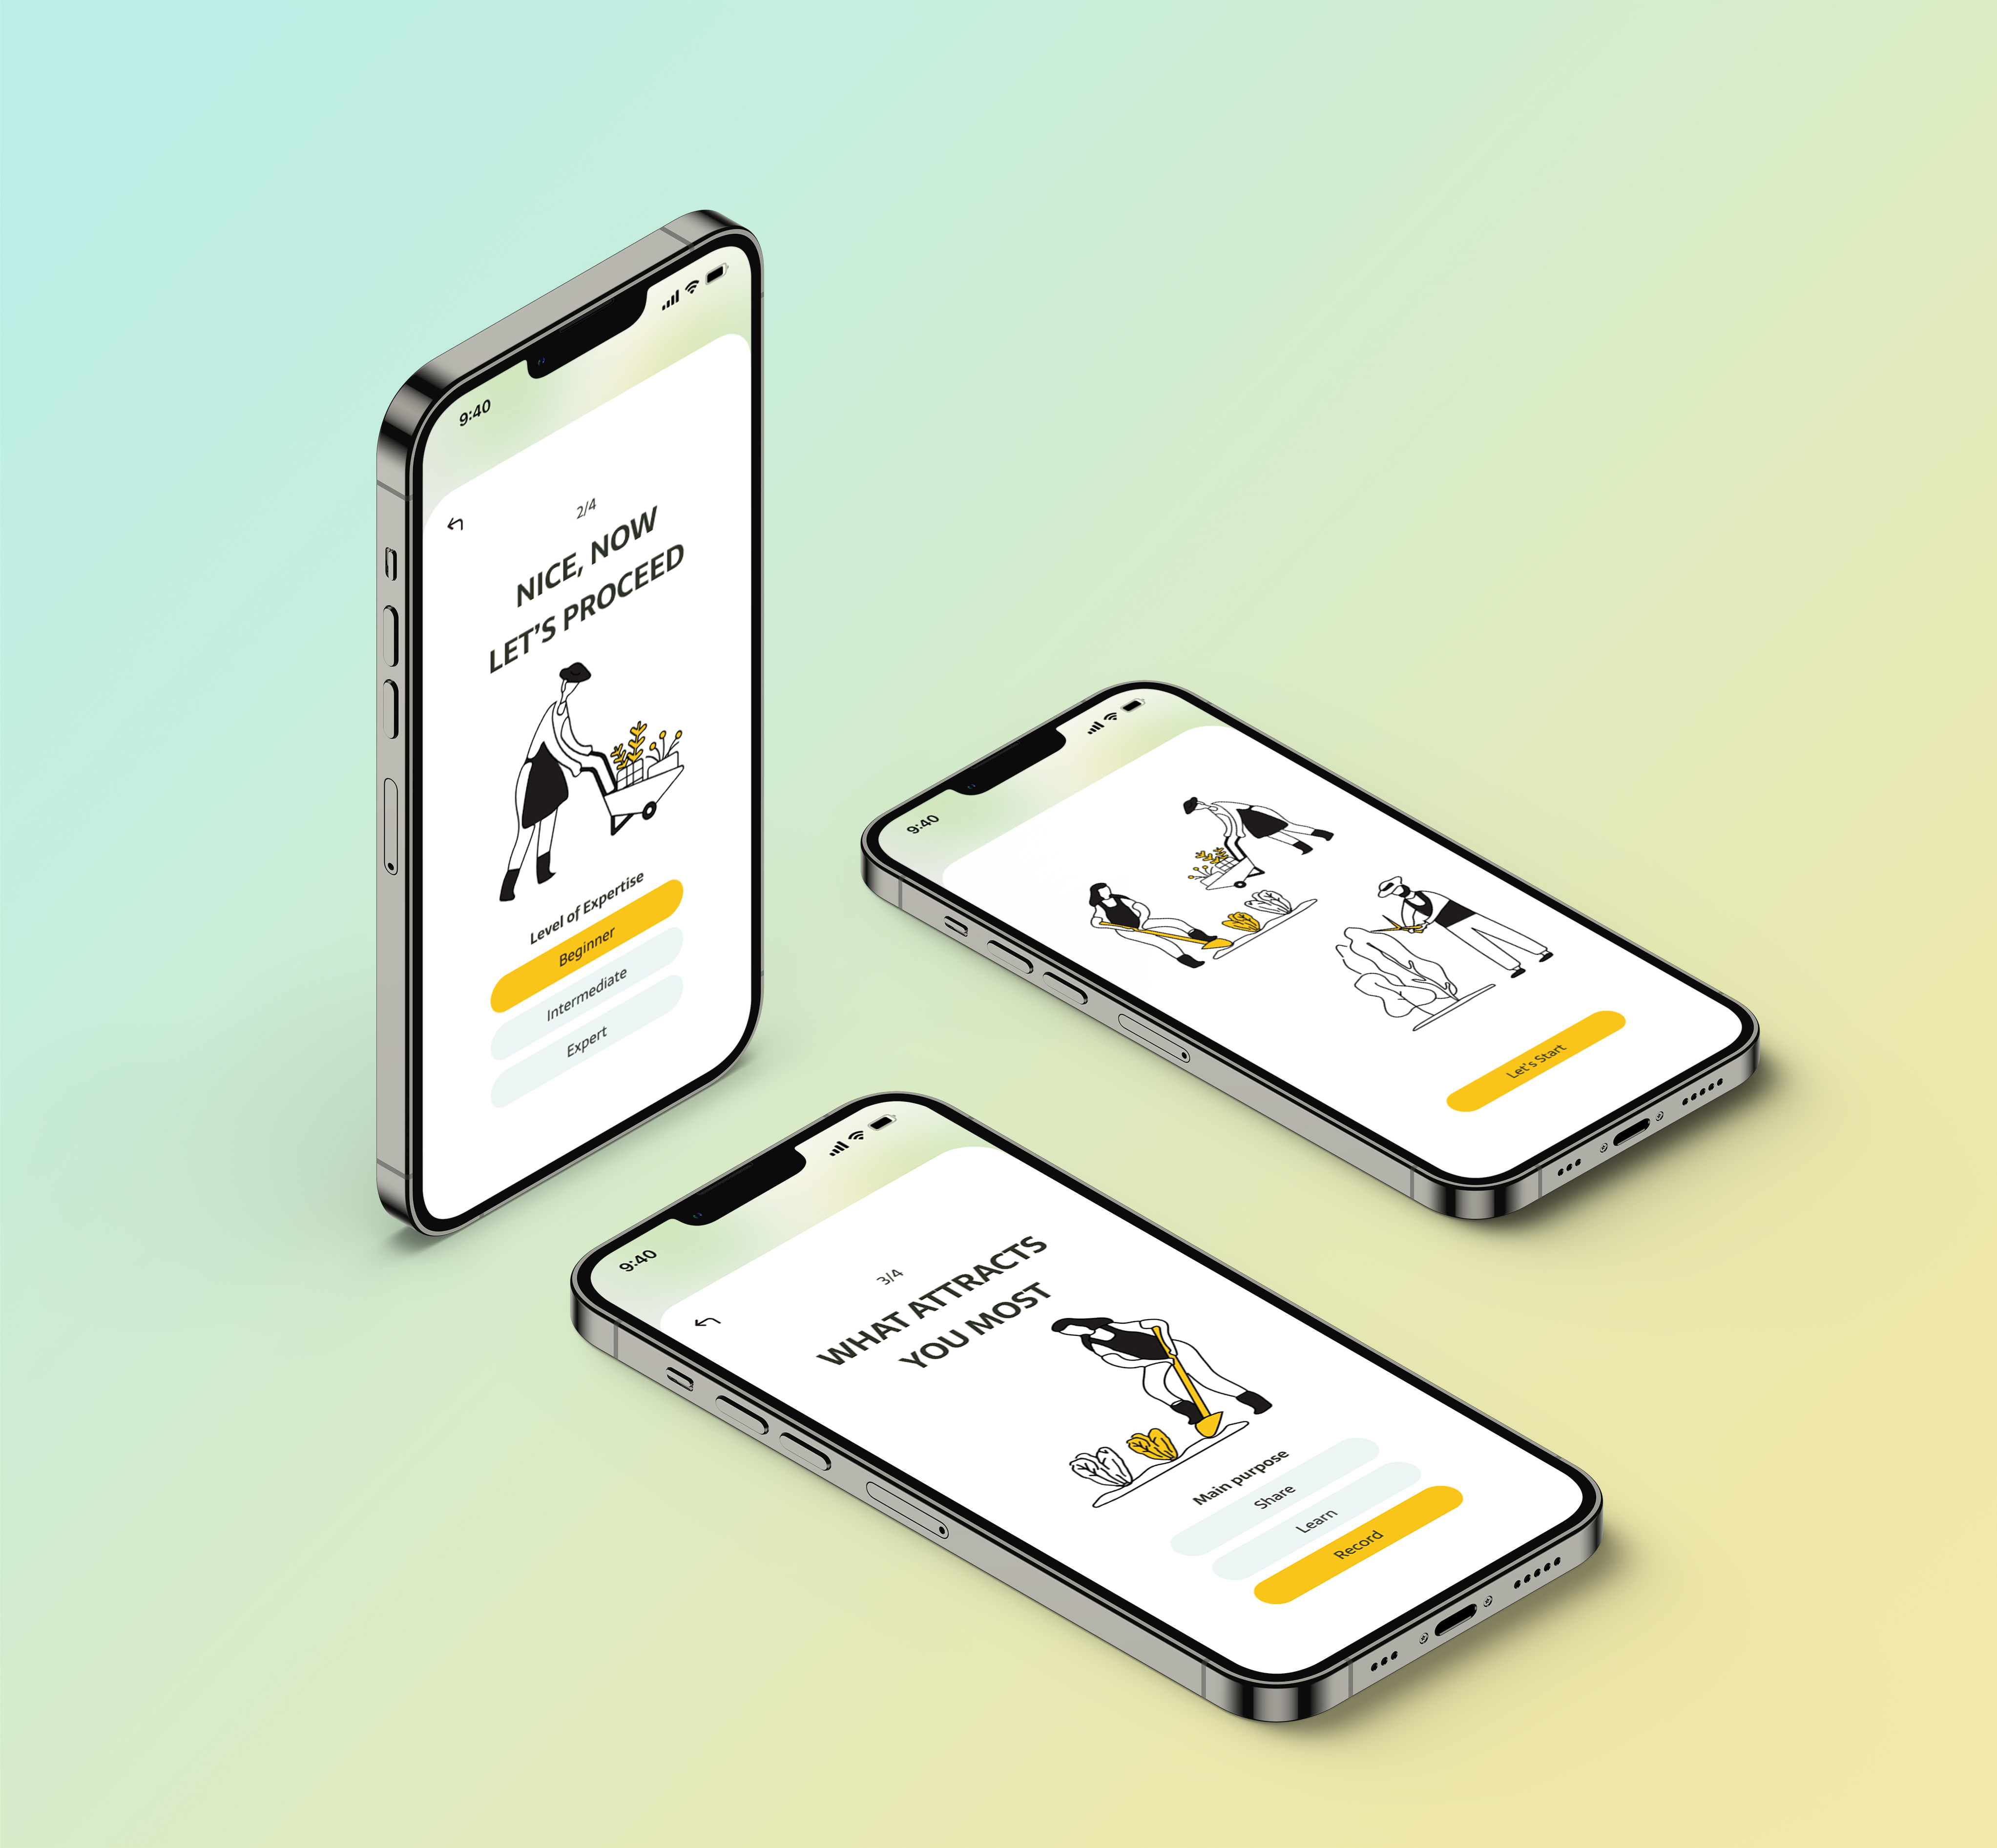 9:40
2/4
NICE, NOW
LET'S PROCEED
Level of Expertise
Beginner
Intermediate
Expert
9:40
Let's Start
9:40
3/4
WHAT ATTRACTS
YOU MOST
Main purpose
Share
Learn
Record